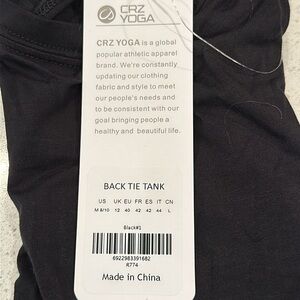 CRZ
YOGA
CRZ YOGA is a global
popular athletic apparel
brand. We're constantly
updating our clothing
fabric and style to meet
our people's needs and
to be consistent with our
goal bringing people a
healthy and beautiful life.
BACK TIE TANK
US UK EU FR ES IT CN
M 8/10 12 40 42 42 44 L
Black#1
6922983391682
R774
Made in China